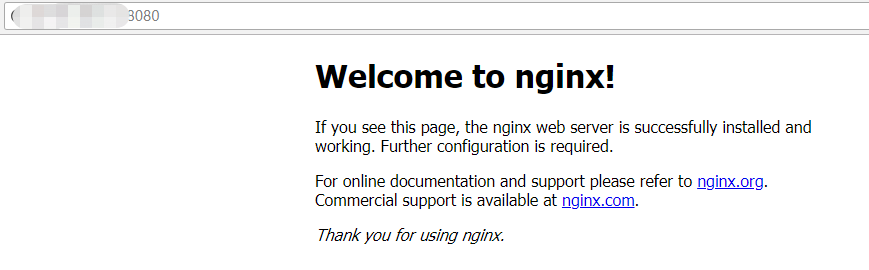 8080
Welcome to nginx!
If you see this page, the nginx web server is successfully installed and
working. Further configuration is required.
For online documentation and support please refer to nginx.org.
Commercial support is available at nginx.com.
Thank you for using nginx.